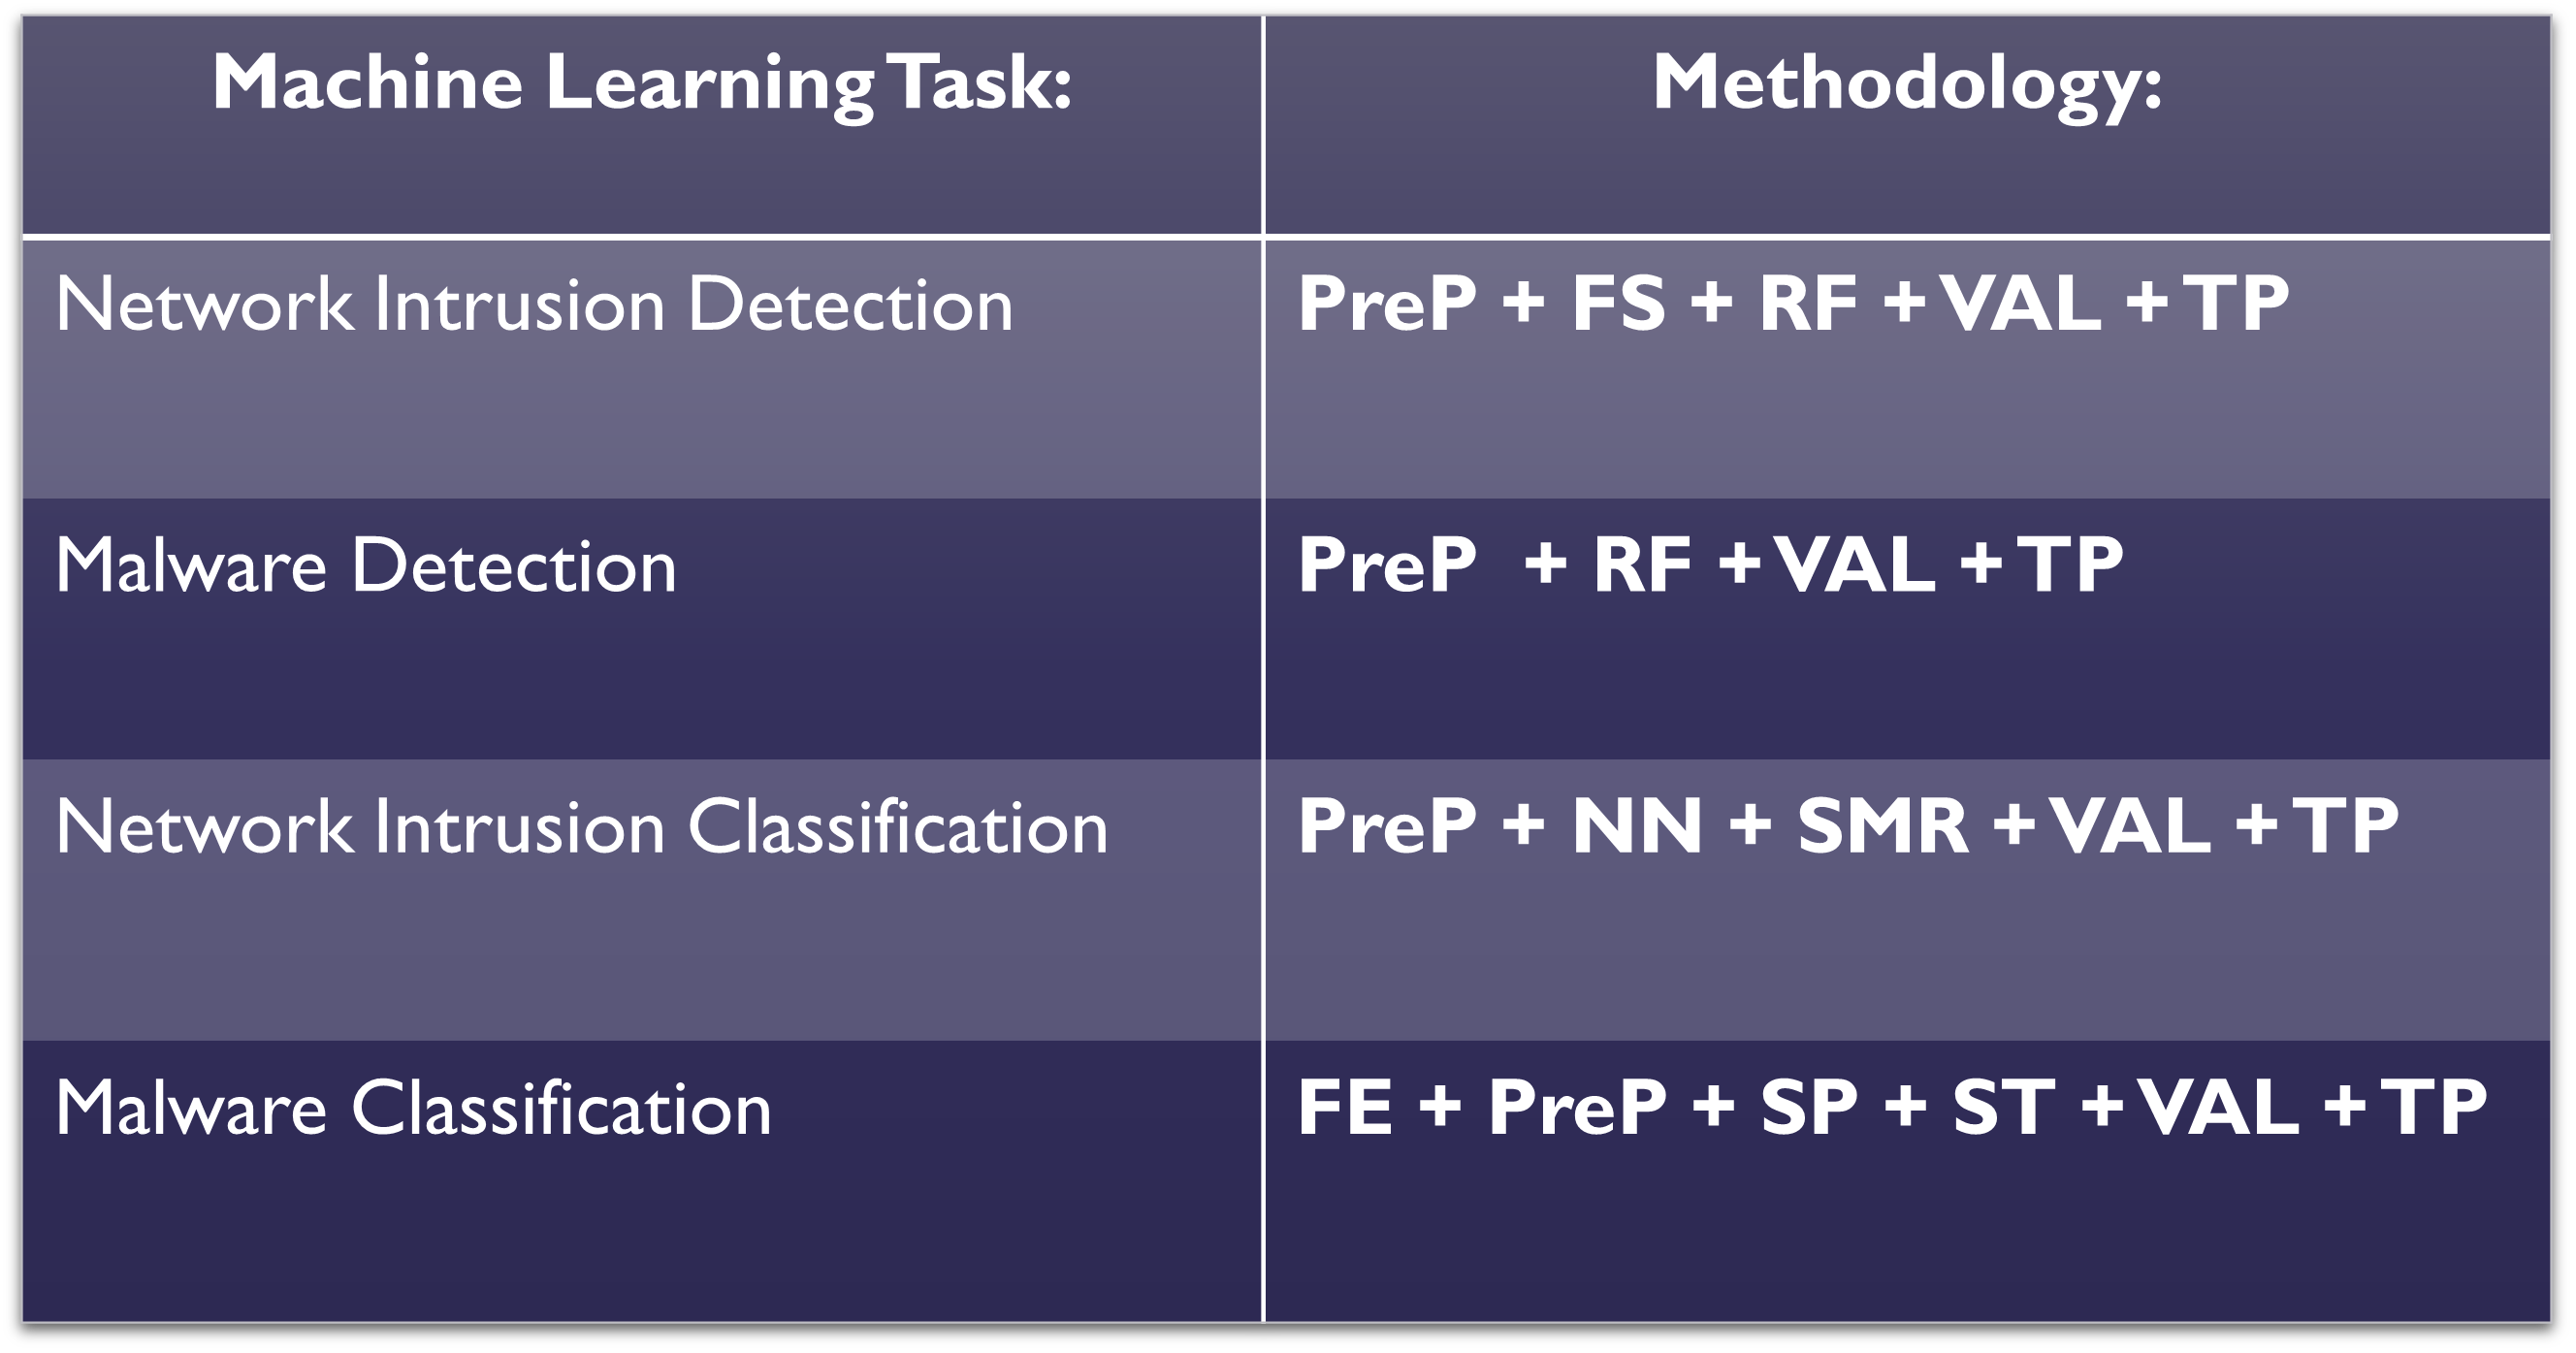 Machine Learning Task:
Methodology:
Network Intrusion Detection
PreP + FS + RF + VAL + TP
Malware Detection
PreP + RF + VAL + TP
Network Intrusion Classification
PreP + NN + SMR + VAL + TP
Malware Classification
FE + PreP + SP + ST + VAL + TP